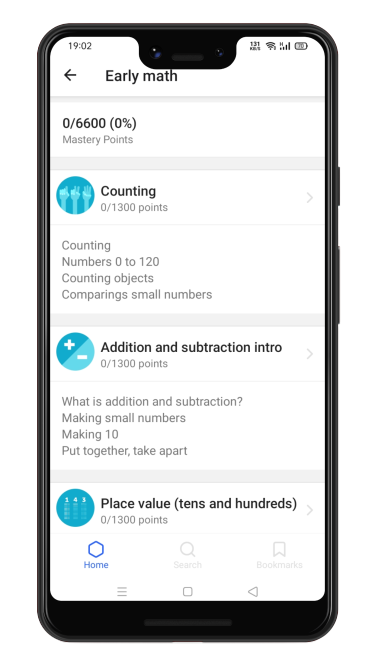 19:02
131
KB/S
70
Early math
0/6600 (0%)
Mastery Points
Counting
0/1300 points
Counting
Numbers 0 to 120
Counting objects
Comparings small numbers
Addition and subtraction intro
0/1300 points
What is addition and subtraction?
Making small numbers
Making 10
Put together, take apart
1 4 3
Place value (tens and hundreds)
0/1300 points
Home
Search
Bookmarks